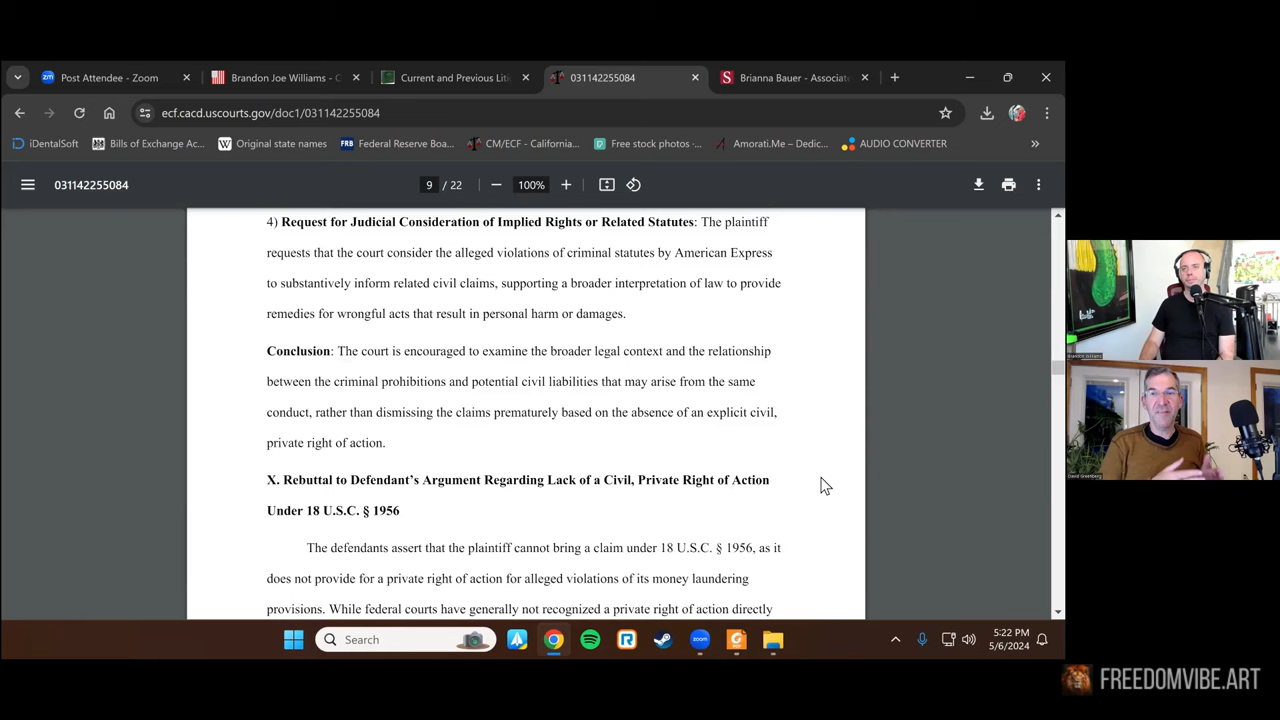 Post Attendee - Zoom
Brandon Joe Williams - C
Current and Previous Liti
031142255084
Brianna Bauer - Associat
ecf.cacd.uscourts.gov/doc1/031142255084
iDentalSoft
Bills of Exchange Ac...
Original state names
FRB
Federal Reserve Boa...
CM/ECF - California...
Free stock photos -...
Amorati.Me – Dedic...
AUDIO CONVERTER
031142255084
9 / 22
100%
4) Request for Judicial Consideration of Implied Rights or Related Statutes: The plaintiff
requests that the court consider the alleged violations of criminal statutes by American Express
to substantively inform related civil claims, supporting a broader interpretation of law to provide
remedies for wrongful acts that result in personal harm or damages.
Conclusion: The court is encouraged to examine the broader legal context and the relationship
between the criminal prohibitions and potential civil liabilities that may arise from the same
conduct, rather than dismissing the claims prematurely based on the absence of an explicit civil,
private right of action.
X. Rebuttal to Defendant's Argument Regarding Lack of a Civil, Private Right of Action
Under 18 U.S.C. § 1956
The defendants assert that the plaintiff cannot bring a claim under 18 U.S.C. § 1956, as it
does not provide for a private right of action for alleged violations of its money laundering
provisions. While federal courts have generally not recognized a private right of action directly
David Greenberg
Search
5:22 PM
5/6/2024
FREEDOMVIBE.ART